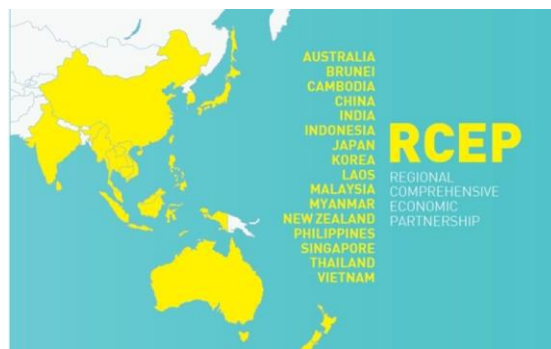 AUSTRALIA
BRUNEI
CAMBODIA
CHINA
INDIA
INDONESIA
JAPAN
KOREA
LAOS
MALAYSIA
MYANMAR
NEW ZEALAND
PHILIPPINES
SINGAPORE
THAILAND
VIETNAM
RCEP
REGIONAL
COMPREHENSIVE
ECONOMIC
PARTNERSHIP